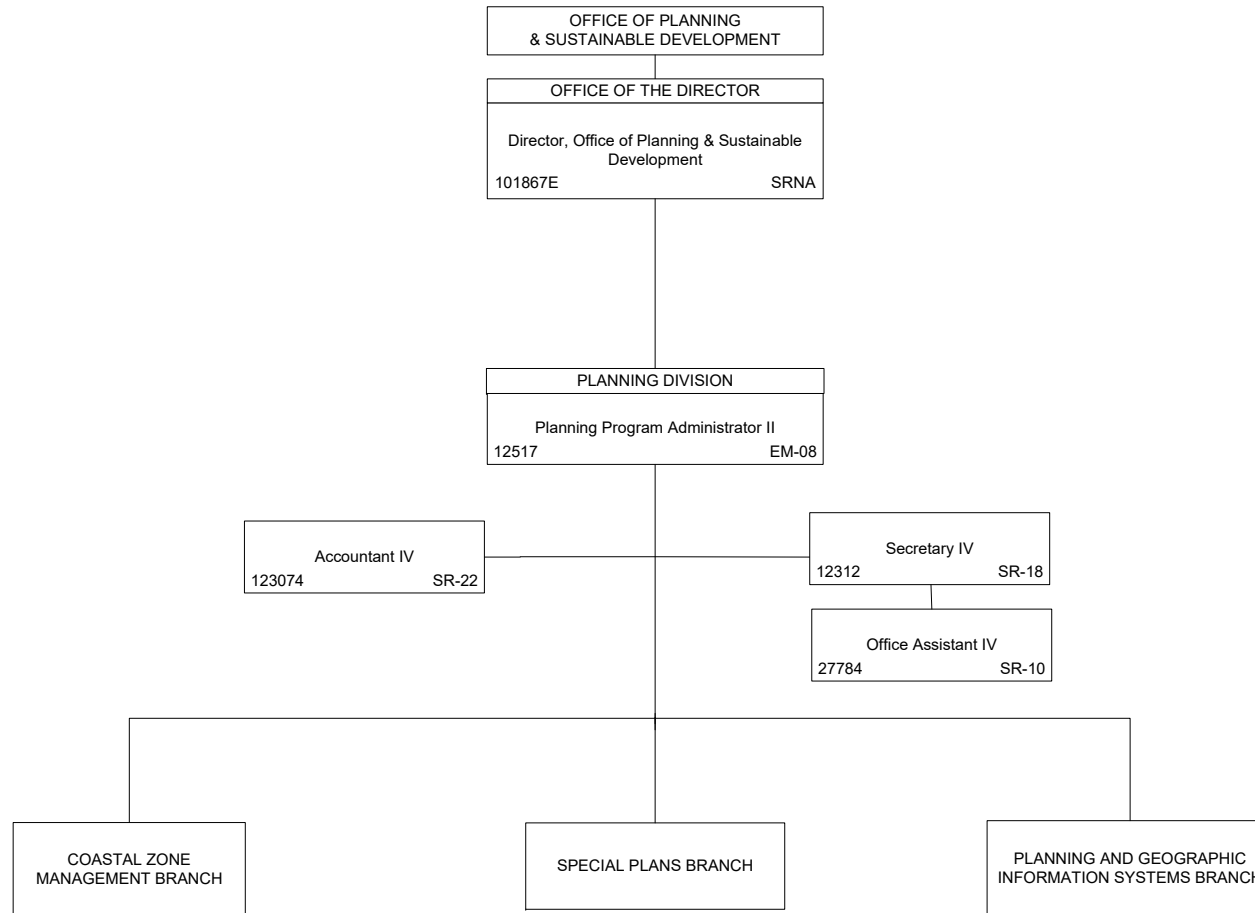 OFFICE OF PLANNING
& SUSTAINABLE DEVELOPMENT
OFFICE OF THE DIRECTOR
Director, Office of Planning & Sustainable
Development
101867E SRNA
PLANNING DIVISION
Planning Program Administrator II
12517 EM-08
Accountant IV
123074 SR-22
Secretary IV
12312 SR-18
Office Assistant IV
27784 SR-10
COASTAL ZONE
MANAGEMENT BRANCH
SPECIAL PLANS BRANCH
PLANNING AND GEOGRAPHIC
INFORMATION SYSTEMS BRANCH